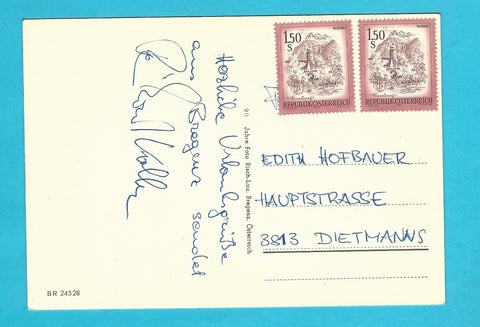 Herzliche Urlaubsgrüße
aus Bregenz sendet
90 Jahre Foto Risch-Lau, Bregenz, Österreich
1.50
S
REPUBLIK ÖSTERREICH
1.50
S
REPUBLIK ÖSTERREICH
EDITH HOFBAUER
HAUPTSTRASSE
3813 DIETMANNS
BR 24528